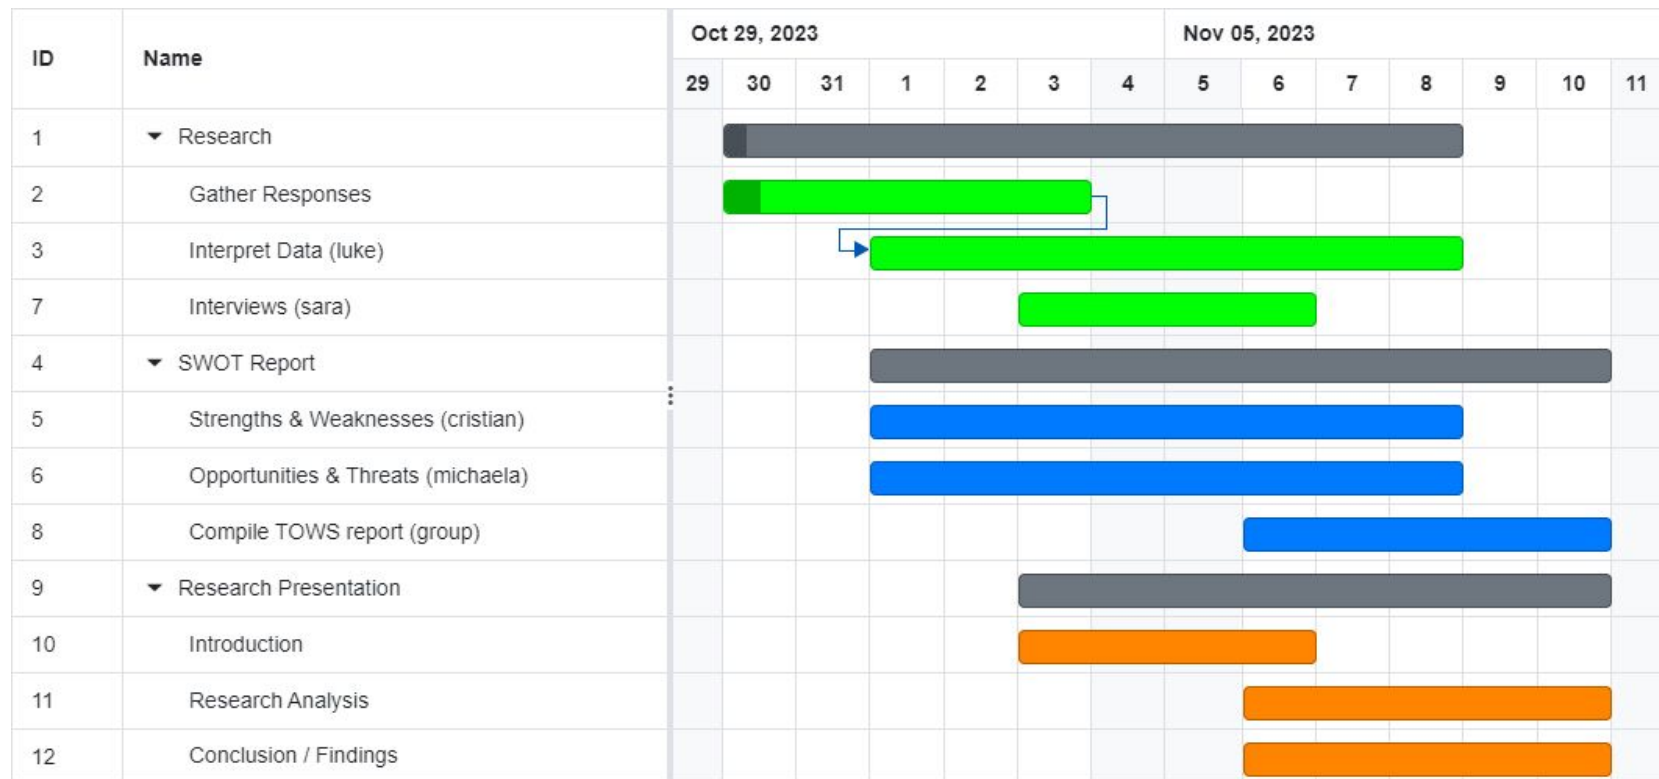 ID Name Oct 29, 2023 Nov 05, 2023
29 30 31 1 2 3 4 5 6 7 8 9 10 11
1 Research
2 Gather Responses
3 Interpret Data (luke)
7 Interviews (sara)
4 SWOT Report
5 Strengths & Weaknesses (cristian)
6 Opportunities & Threats (michaela)
8 Compile TOWS report (group)
9 Research Presentation
10 Introduction
11 Research Analysis
12 Conclusion / Findings